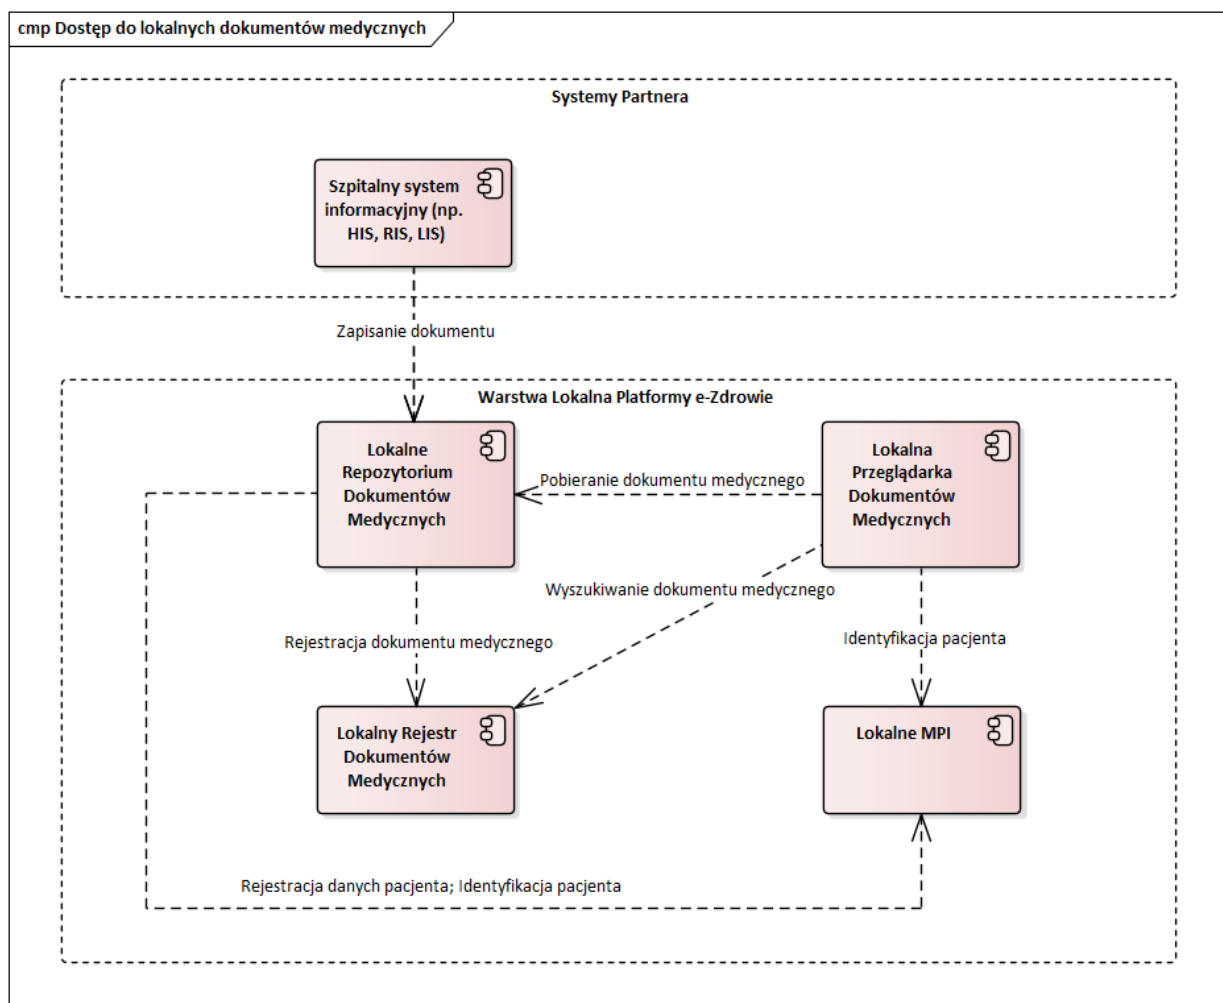 cmp Dostęp do lokalnych dokumentów medycznych
Systemy Partnera
Szpitalny system
informacyjny (np.
HIS, RIS, LIS)
Zapisanie dokumentu
Warstwa Lokalna Platformy e-Zdrowie
Lokalne
Repozytorium
Dokumentów
Medycznych
Pobieranie dokumentu medycznego
Lokalna
Przeglądarka
Dokumentów
Medycznych
Wyszukiwanie dokumentu medycznego
Rejestracja dokumentu medycznego
Identyfikacja pacjenta
Lokalny Rejestr
Dokumentów
Medycznych
Lokalne MPI
Rejestracja danych pacjenta; Identyfikacja pacjenta